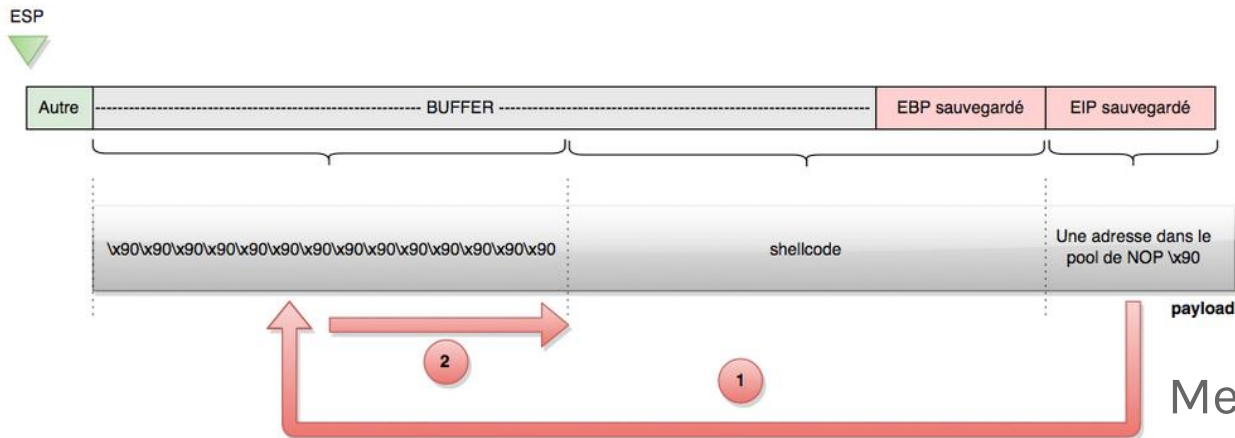 ESP
Autre
BUFFER
EBP sauvegardé
EIP sauvegardé
\x90\x90\x90\x90\x90\x90\x90\x90\x90\x90\x90\x90\x90\x90
shellcode
Une adresse dans le
pool de NOP \x90
payload
2
1
Me